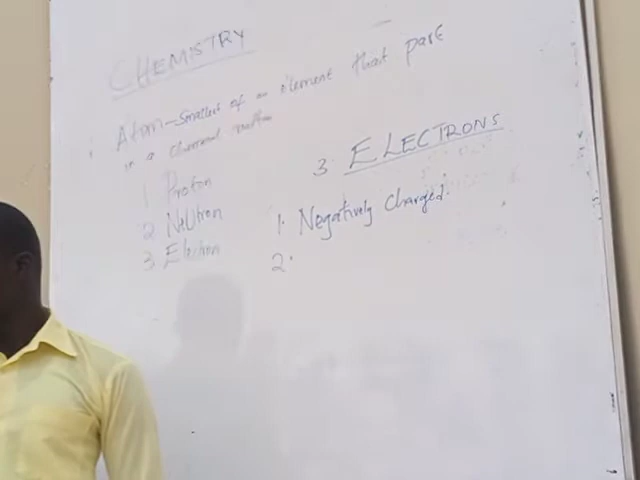 CHEMISTRY
Atom - Smallest of an element that part
in a chemical
1 Proton
2 Neutron
3 Electron
3 ELECTRONS
1. Negatively Charged.
2.